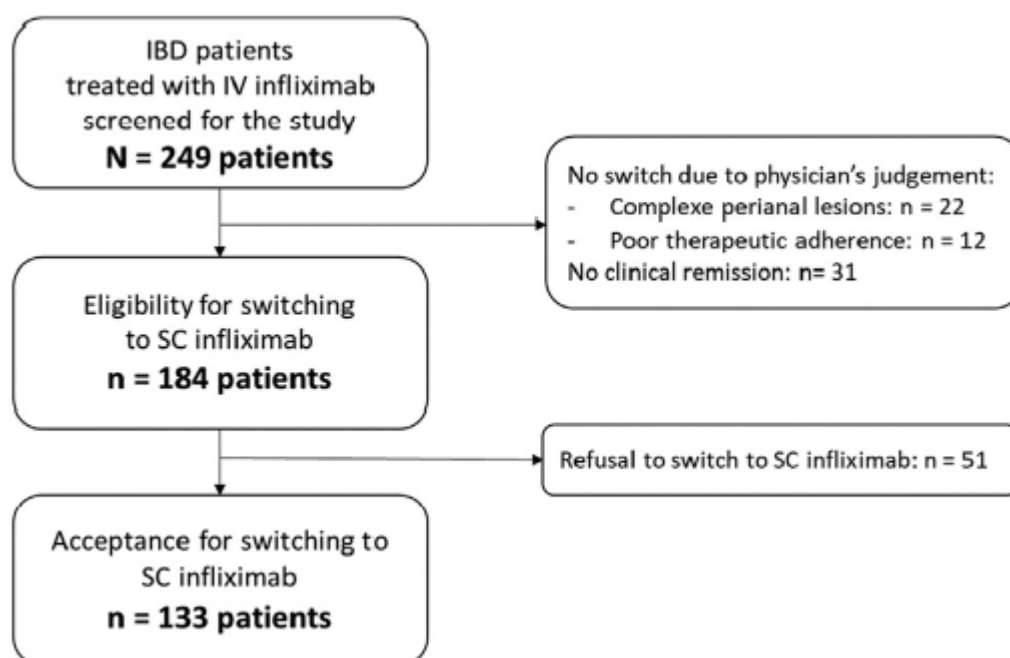 IBD patients
treated with IV infliximab
screened for the study
N = 249 patients
No switch due to physician's judgement:
- Complexe perianal lesions: n = 22
- Poor therapeutic adherence: n = 12
No clinical remission: n= 31
Eligibility for switching
to SC infliximab
n = 184 patients
Refusal to switch to SC infliximab: n = 51
Acceptance for switching to
SC infliximab
n = 133 patients